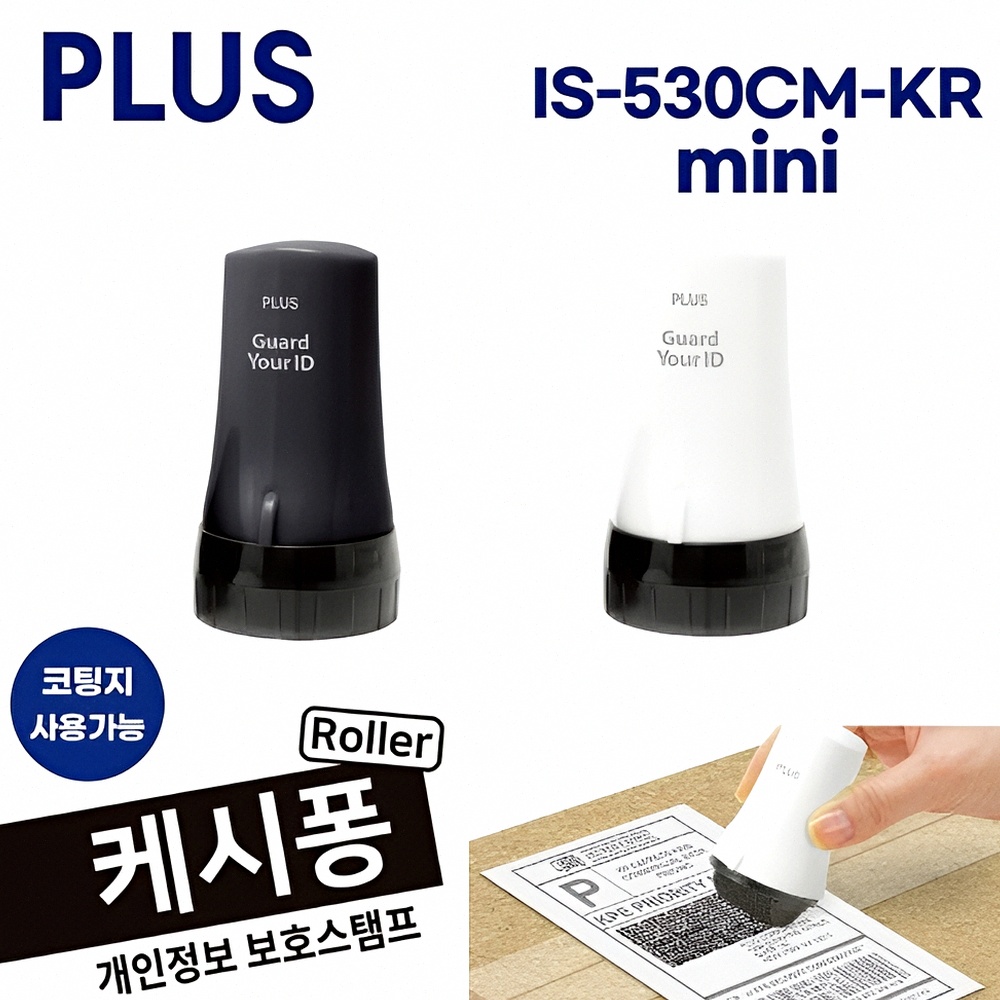 PLUS
IS-530CM-KR
mini
PLUS
Guard
Your ID
PLUS
Guard
Your ID
코팅지
사용가능
Roller
케시퐁
개인정보 보호스탬프
PLUS
P